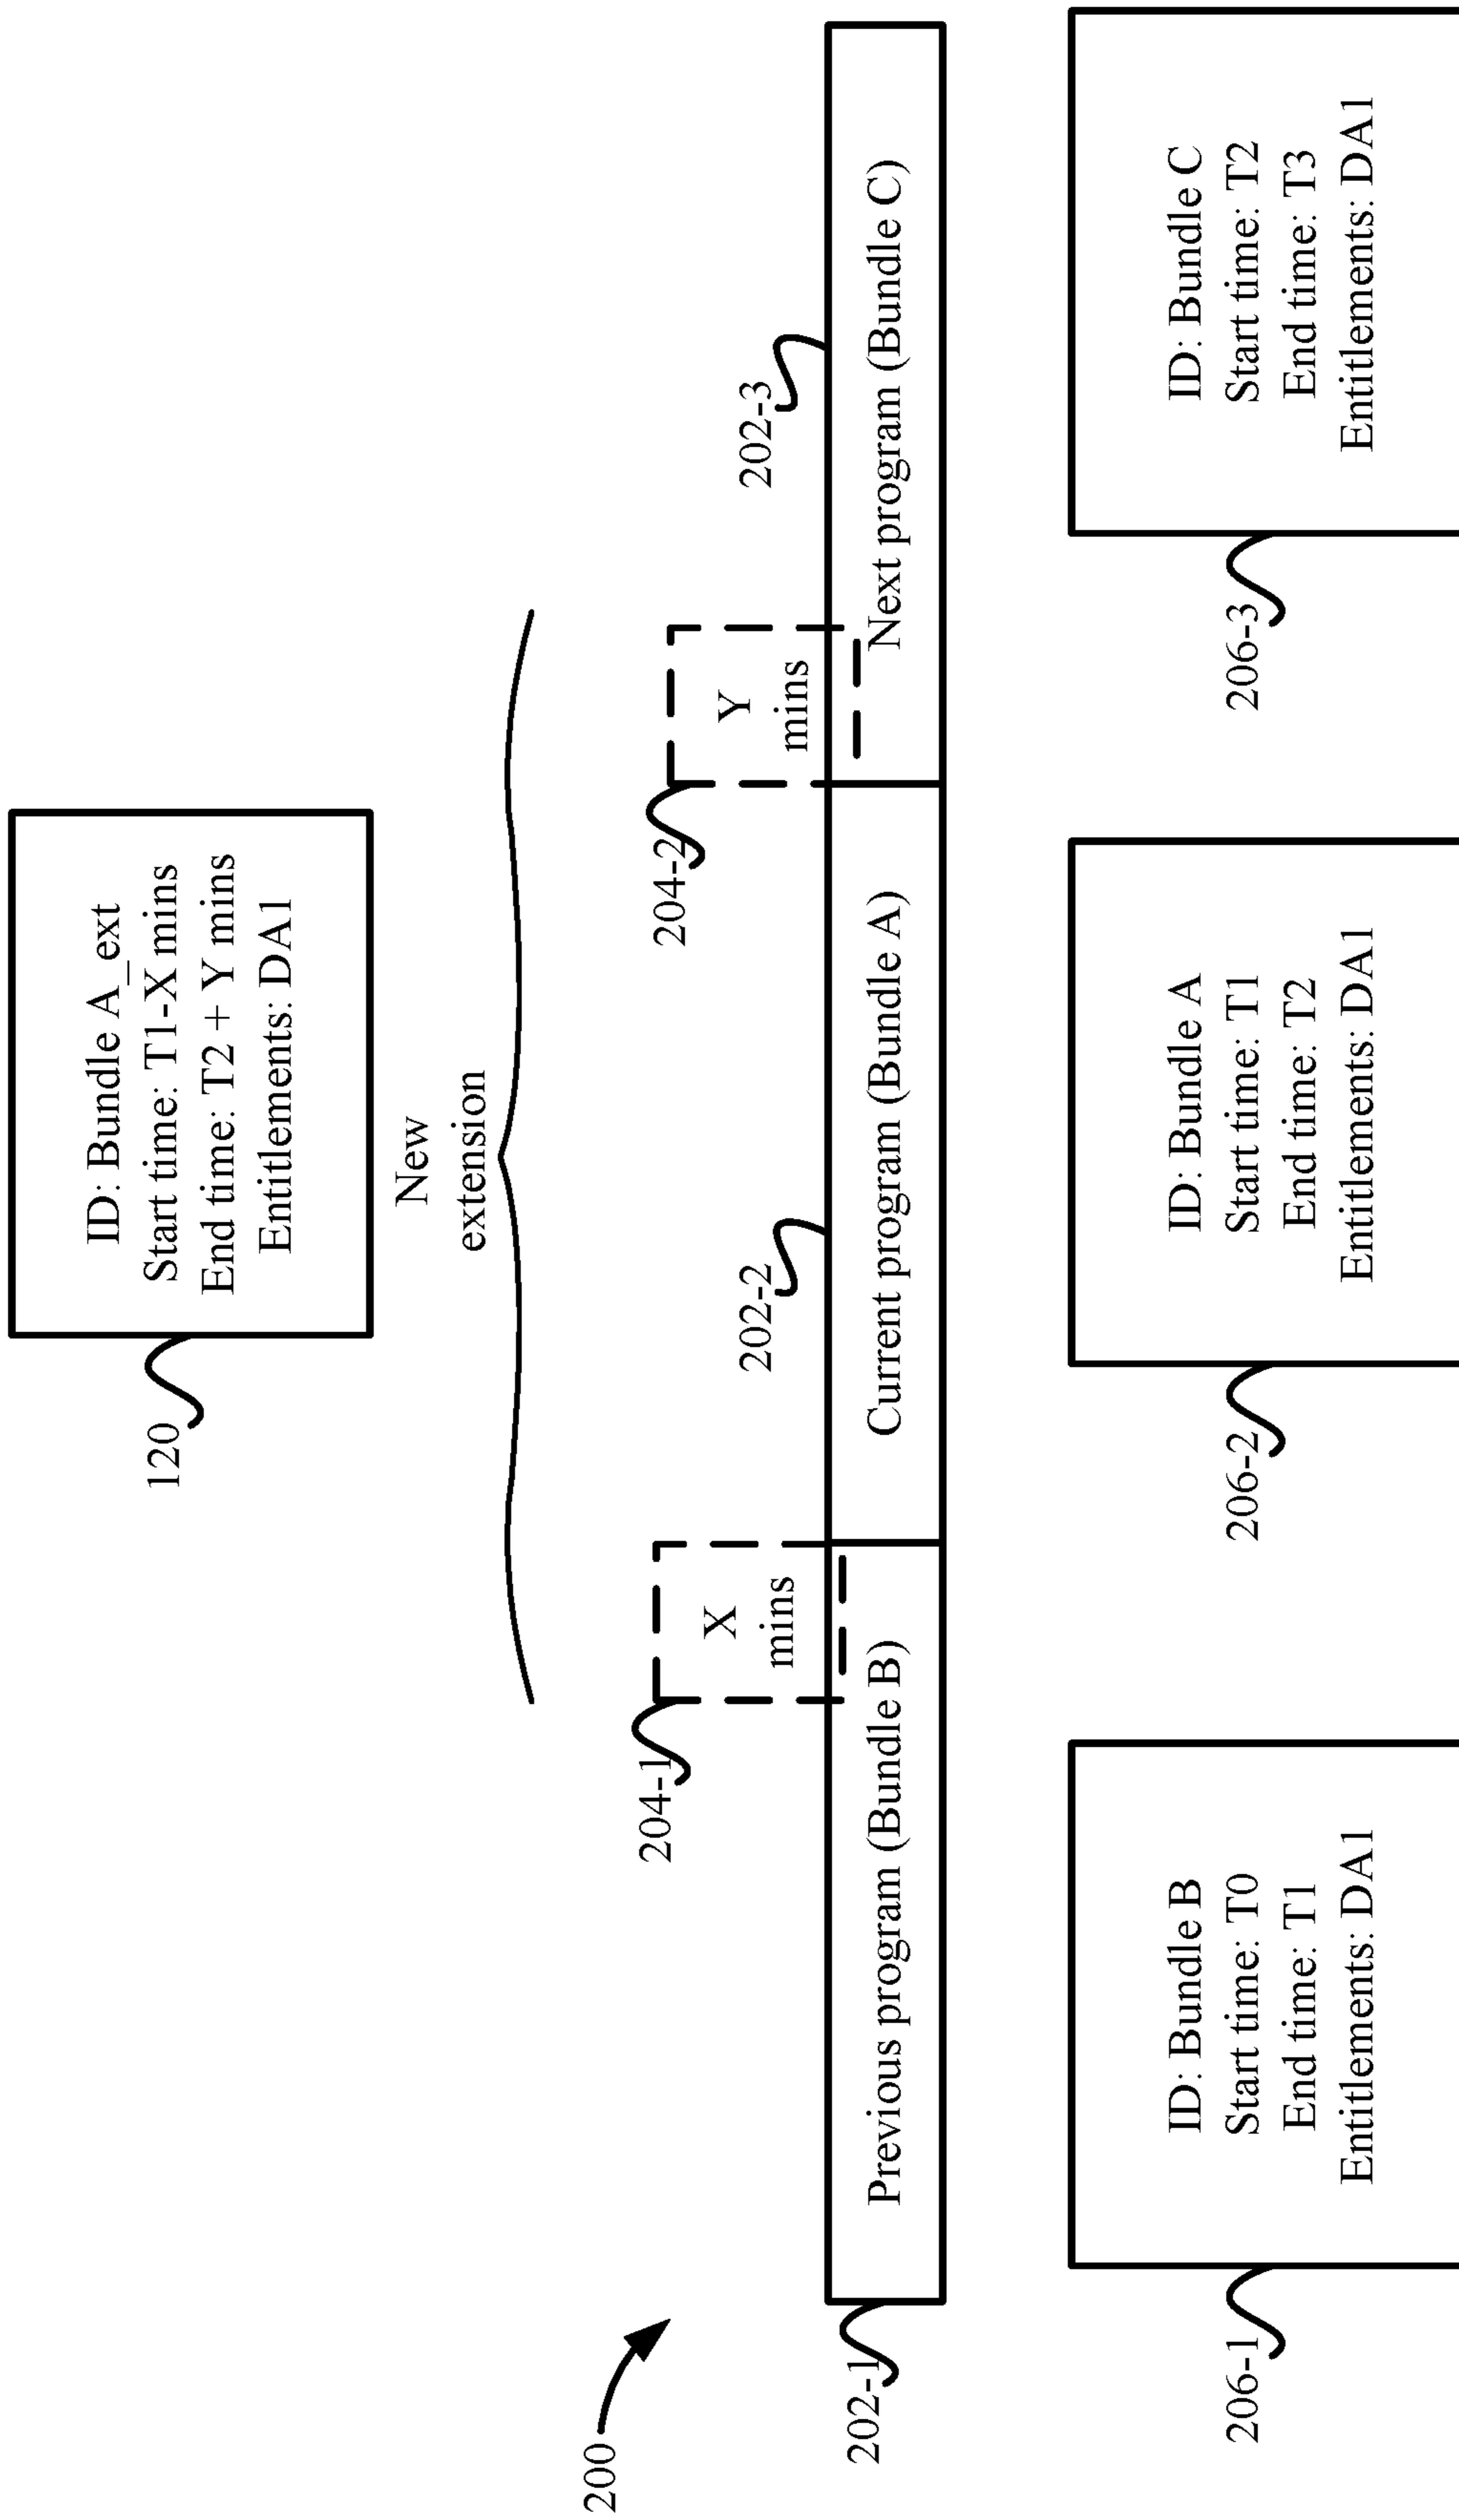 120
ID: Bundle A_ext
Start time: T1-X mins
End time: T2 + Y mins
Entitlements: DA1
New
extension
200
204-1
X
mins
204-2
Y
mins
202-2
202-3
202-1
Previous program (Bundle B)
Current program (Bundle A)
Next program (Bundle C)
206-1
ID: Bundle B
Start time: T0
End time: T1
Entitlements: DA1
206-2
ID: Bundle A
Start time: T1
End time: T2
Entitlements: DA1
206-3
ID: Bundle C
Start time: T2
End time: T3
Entitlements: DA1